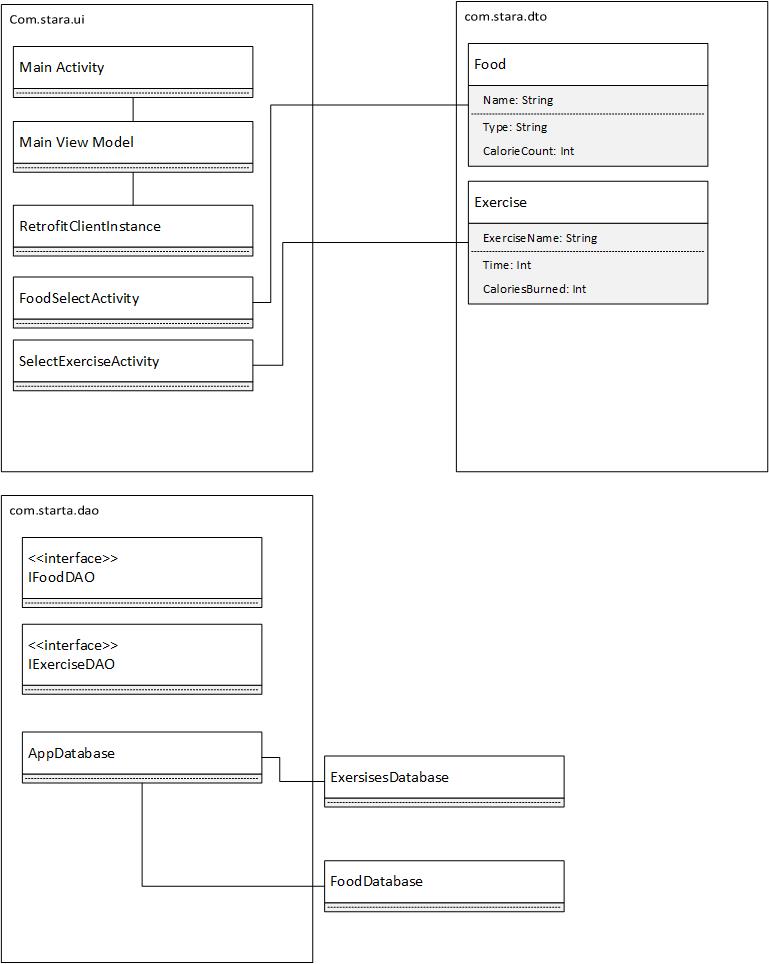 Com.stara.ui
Main Activity
Main View Model
RetrofitClientInstance
FoodSelectActivity
SelectExerciseActivity
com.stara.dto
Food
Name: String
Type: String
CalorieCount: Int
Exercise
ExerciseName: String
Time: Int
CaloriesBurned: Int
com.starta.dao
<<interface>>
IFoodDAO
<<interface>>
IExerciseDAO
AppDatabase
ExersisesDatabase
FoodDatabase